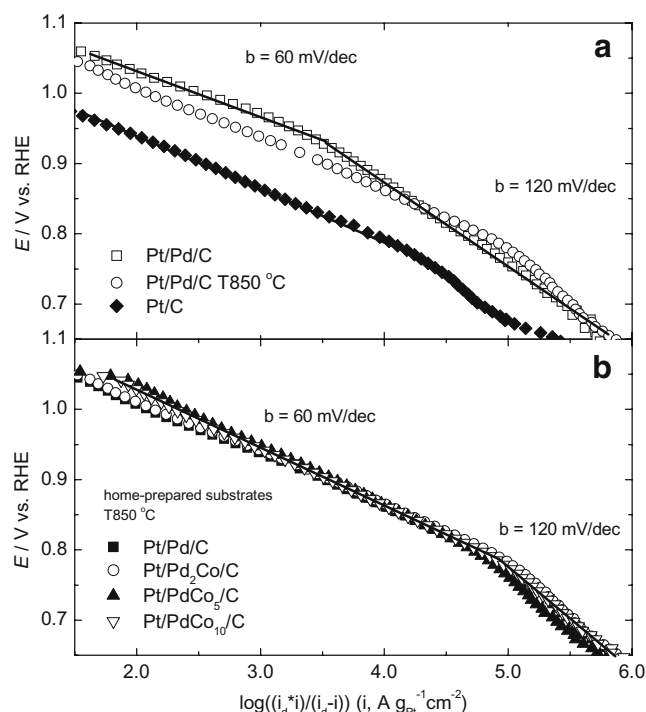 1.1
a
b = 60 mV/dec
1.0
0.9
b = 120 mV/dec
E / V vs. RHE
0.8
Pt/Pd/C
Pt/Pd/C T850 °C
0.7
Pt/C
1.1
b
1.0
b = 60 mV/dec
0.9
home-prepared substrates
T850 °C
b = 120 mV/dec
E / V vs. RHE
0.8
Pt/Pd/C
Pt/Pd₂Co/C
Pt/PdCo₅/C
0.7
Pt/PdCo₁₀/C
2.0 3.0 4.0 5.0 6.0
log((i_d*i)/(i_d-i)) (i, A g_Pt⁻¹cm⁻²)